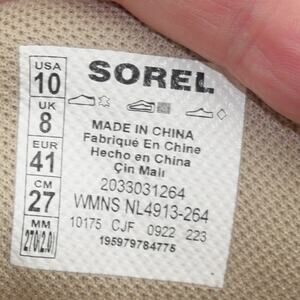 USA
10
UK
8
EUR
41
CM
27
MM
270(2.0)
SOREL
MADE IN CHINA
Fabriqué En Chine
Hecho en China
Çin Malı
2033031264
WMNS NL4913-264
10175 CJF 0922 223
195979784775